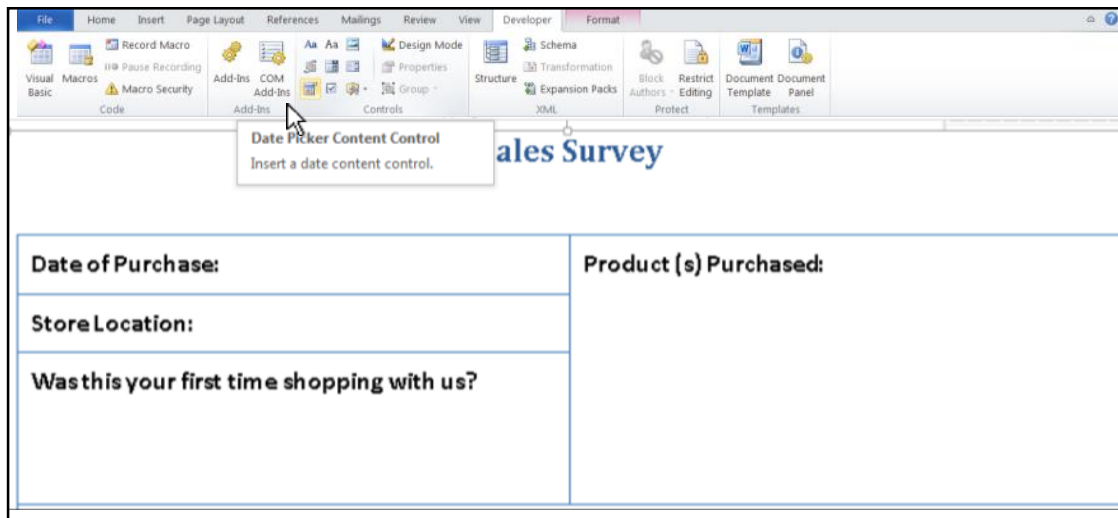 File Home Insert Page Layout References Mailings Review View Developer Format
Record Macro
Pause Recording
Macro Security
Visual Basic
Macros
Code
Add-Ins
COM Add-Ins
Add-Ins
Aa Aa
Design Mode
Properties
Group
Controls
Structure
Schema
Transformation
Expansion Packs
XML
Block Authors
Restrict Editing
Protect
Document Template
Document Panel
Templates
Date Picker Content Control
Insert a date content control.
ales Survey
Date of Purchase:
Product (s) Purchased:
Store Location:
Was this your first time shopping with us?